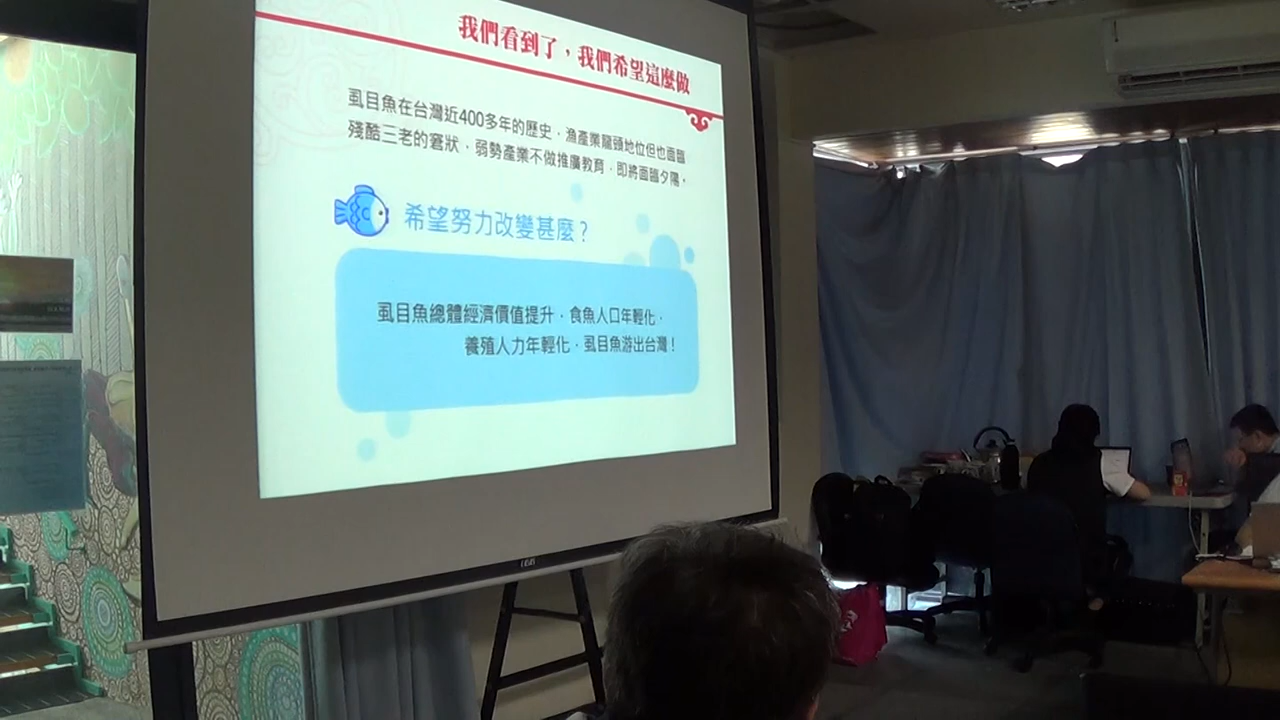 我們看到了，我們希望這麼做
虱目魚在台灣近400多年的歷史，漁產業龍頭地位但也面臨
殘酷三老的窘狀，弱勢產業不做推廣教育，即將面臨夕陽。
希望努力改變甚麼？
虱目魚總體經濟價值提升，食魚人口年輕化，
養殖人力年輕化，虱目魚游出台灣！